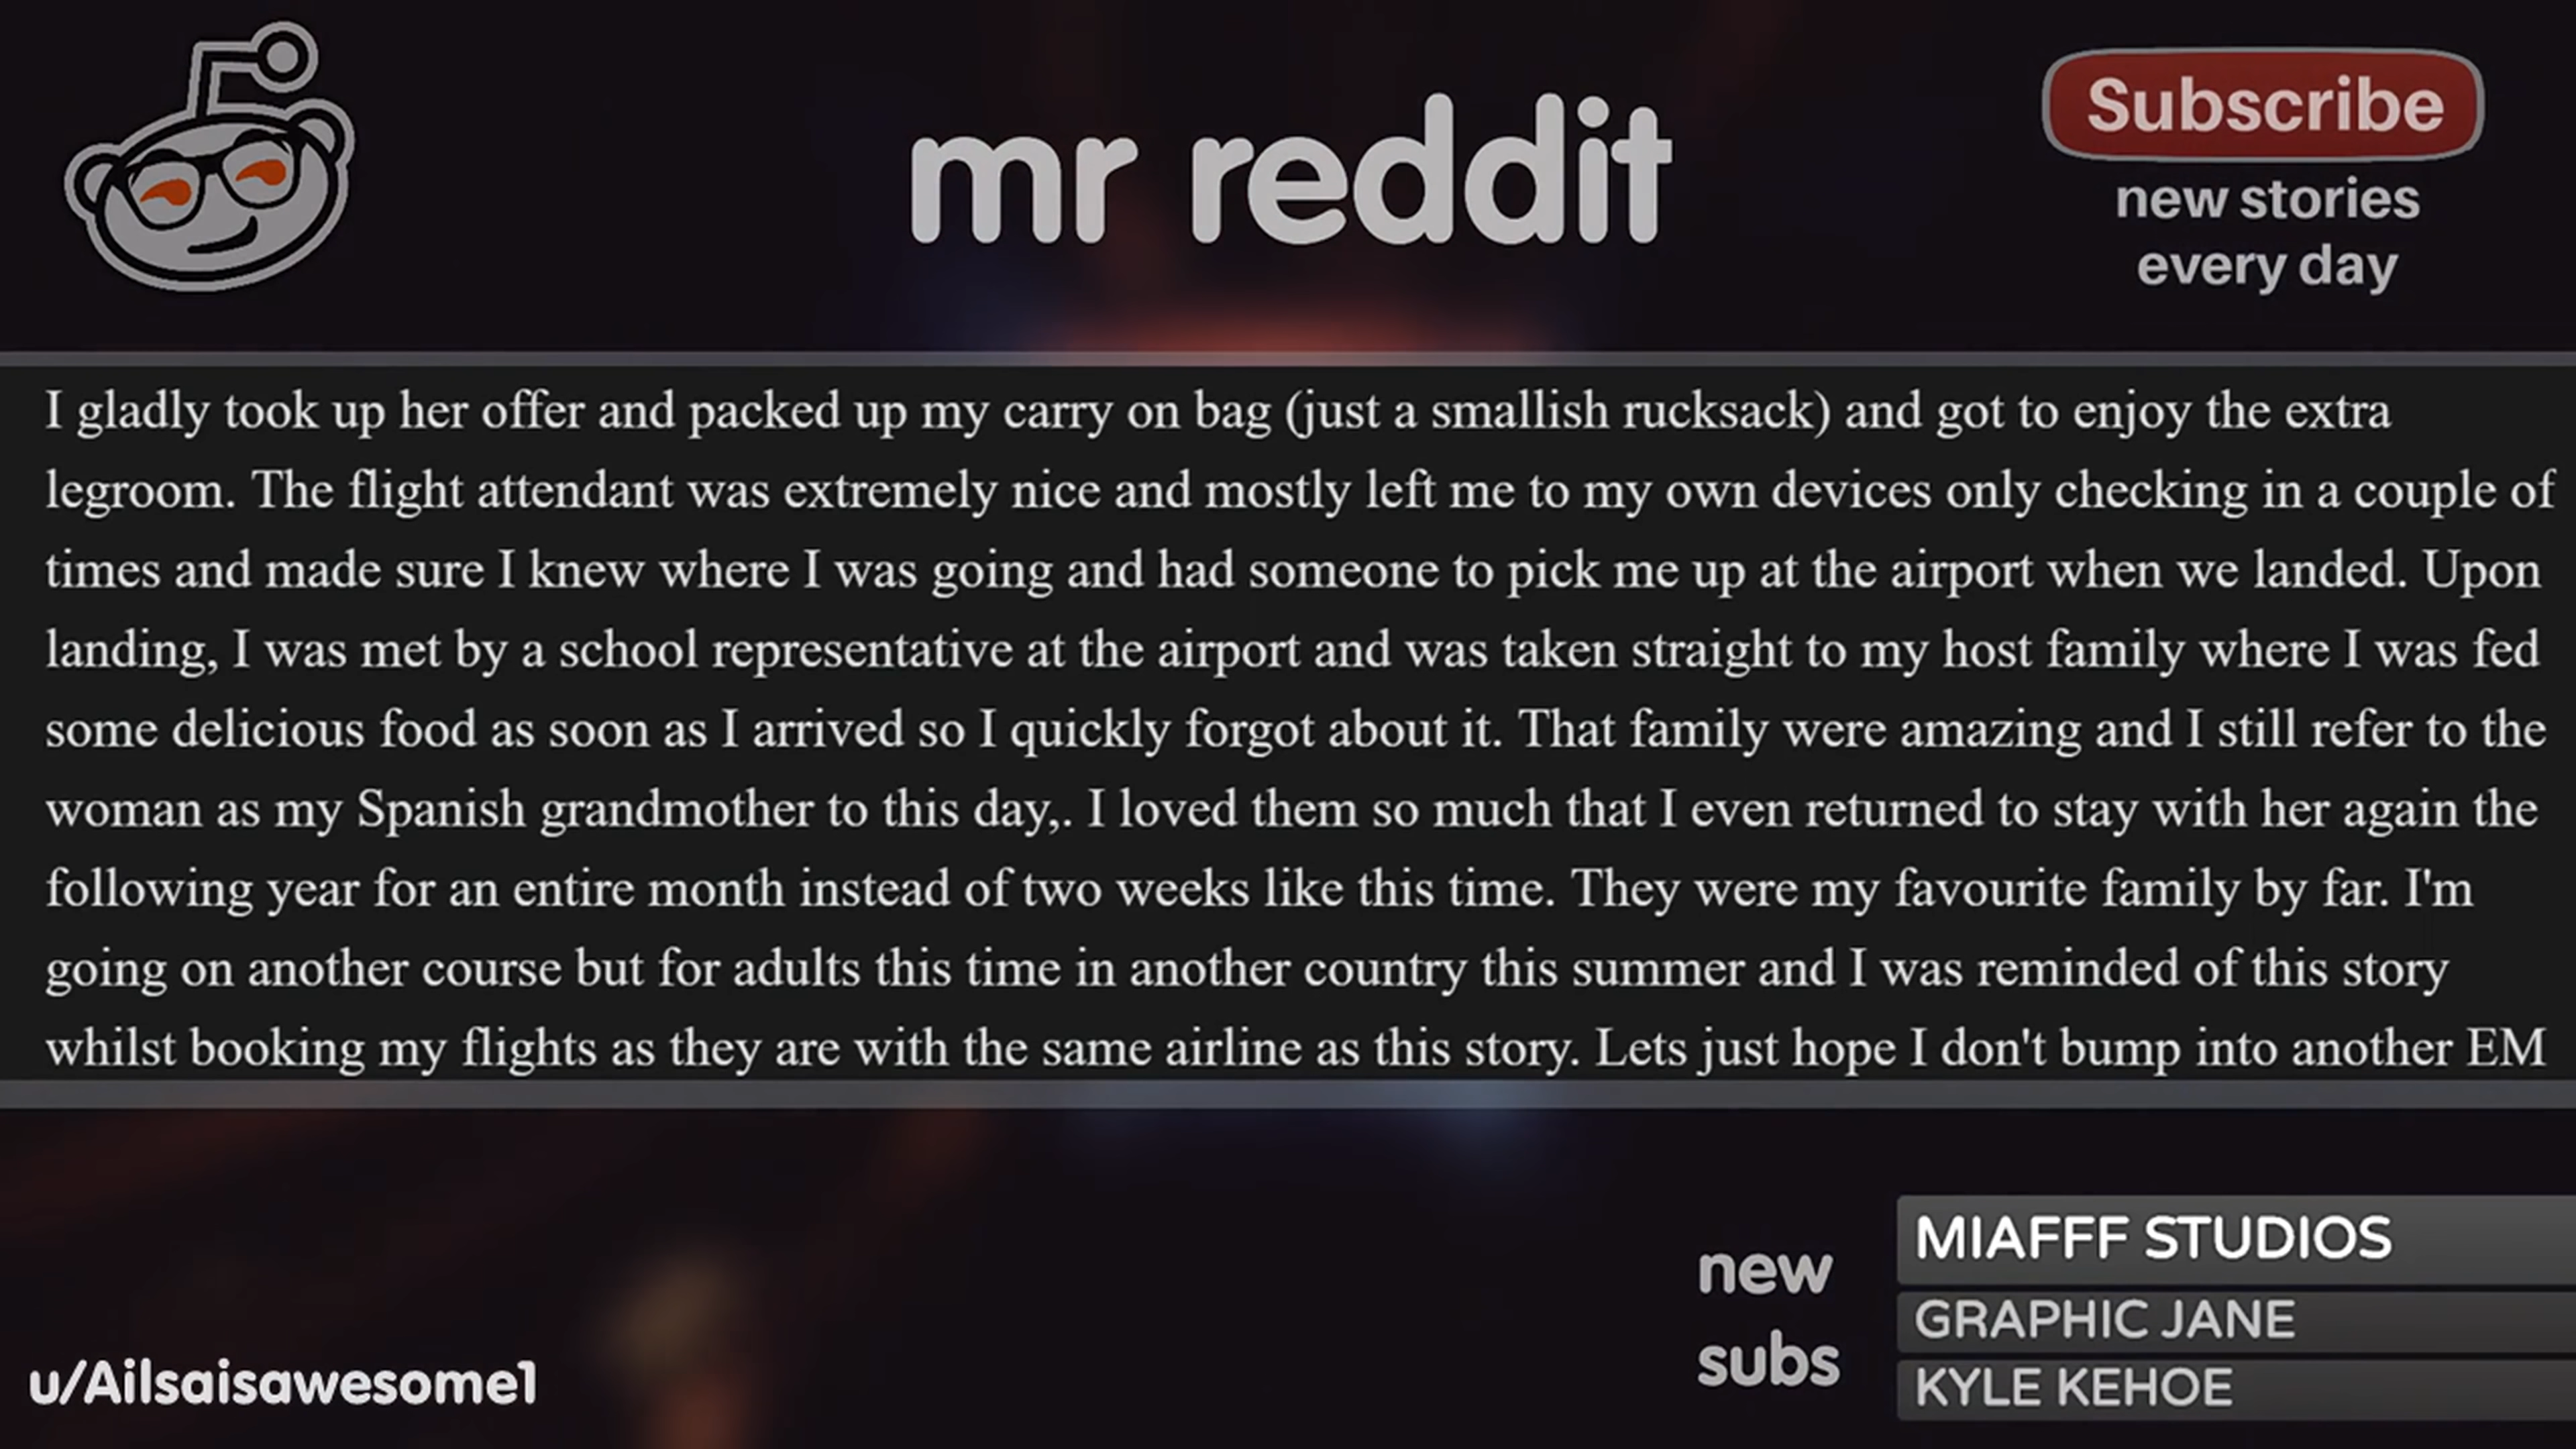 mr reddit
Subscribe
new stories
every day
I gladly took up her offer and packed up my carry on bag (just a smallish rucksack) and got to enjoy the extra
legroom. The flight attendant was extremely nice and mostly left me to my own devices only checking in a couple of
times and made sure I knew where I was going and had someone to pick me up at the airport when we landed. Upon
landing, I was met by a school representative at the airport and was taken straight to my host family where I was fed
some delicious food as soon as I arrived so I quickly forgot about it. That family were amazing and I still refer to the
woman as my Spanish grandmother to this day,. I loved them so much that I even returned to stay with her again the
following year for an entire month instead of two weeks like this time. They were my favourite family by far. I'm
going on another course but for adults this time in another country this summer and I was reminded of this story
whilst booking my flights as they are with the same airline as this story. Lets just hope I don't bump into another EM
new
subs
MIAFFF STUDIOS
GRAPHIC JANE
KYLE KEHOE
u/Ailsaisawesome1